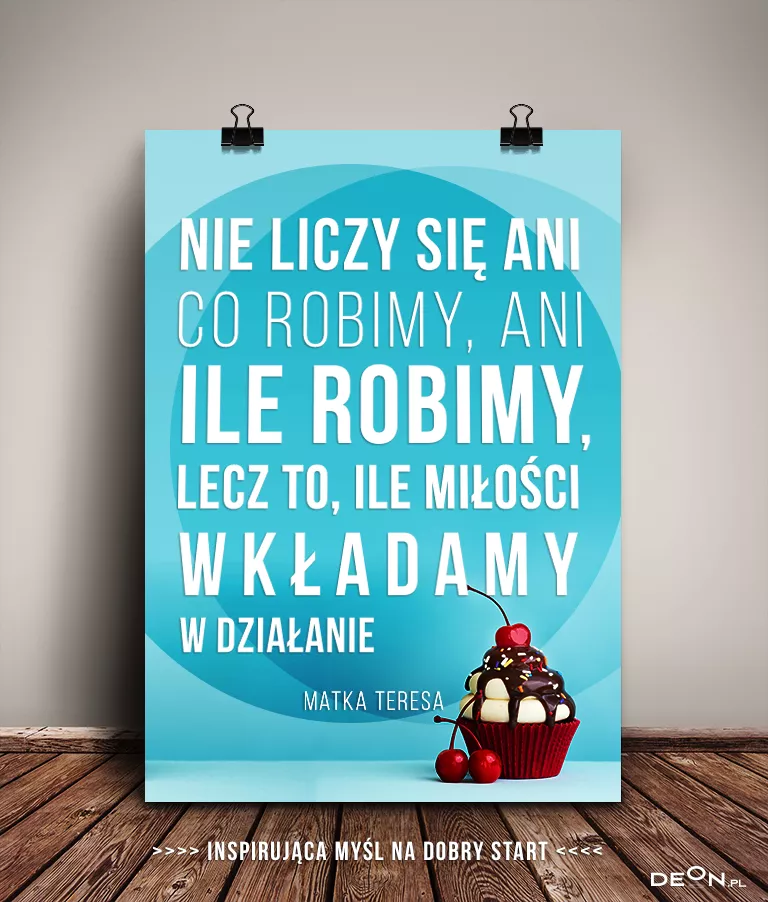 NIE LICZY SIĘ ANI
CO ROBIMY, ANI
ILE ROBIMY,
LECZ TO, ILE MIŁOŚCI
WKŁADAMY
W DZIAŁANIE
MATKA TERESA
>>>> INSPIRUJĄCA MYŚL NA DOBRY START <<<<
DEON.PL